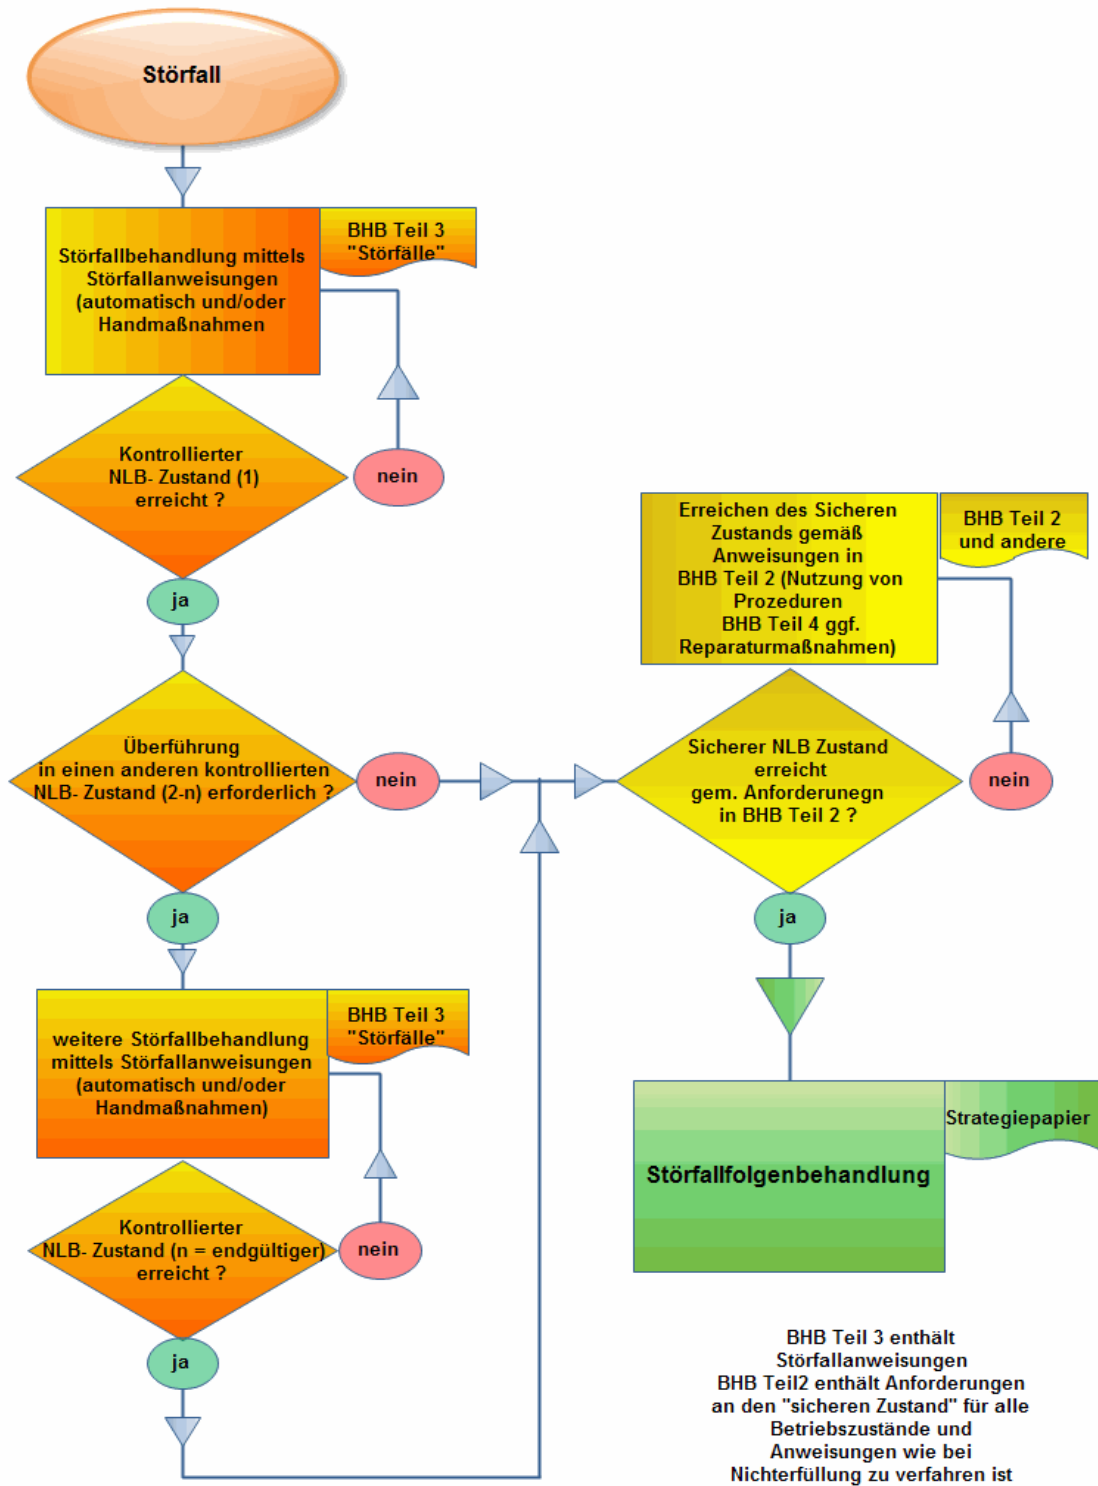 Störfall
Störfallbehandlung mittels
Störfallanweisungen
(automatisch und/oder
Handmaßnahmen
BHB Teil 3
"Störfälle"
Kontrollierter
NLB- Zustand (1)
erreicht ?
nein
ja
Überführung
in einen anderen kontrollierten
NLB- Zustand (2-n) erforderlich ?
nein
ja
weitere Störfallbehandlung
mittels Störfallanweisungen
(automatisch und/oder
Handmaßnahmen)
BHB Teil 3
"Störfälle"
Kontrollierter
NLB- Zustand (n = endgültiger)
erreicht ?
nein
ja
Erreichen des Sicheren
Zustands gemäß
Anweisungen in
BHB Teil 2 (Nutzung von
Prozeduren
BHB Teil 4 ggf.
Reparaturmaßnahmen)
BHB Teil 2
und andere
Sicherer NLB Zustand
erreicht
gem. Anforderunegn
in BHB Teil 2 ?
nein
ja
Störfallfolgenbehandlung
Strategiepapier
BHB Teil 3 enthält
Störfallanweisungen
BHB Teil2 enthält Anforderungen
an den "sicheren Zustand" für alle
Betriebszustände und
Anweisungen wie bei
Nichterfüllung zu verfahren ist